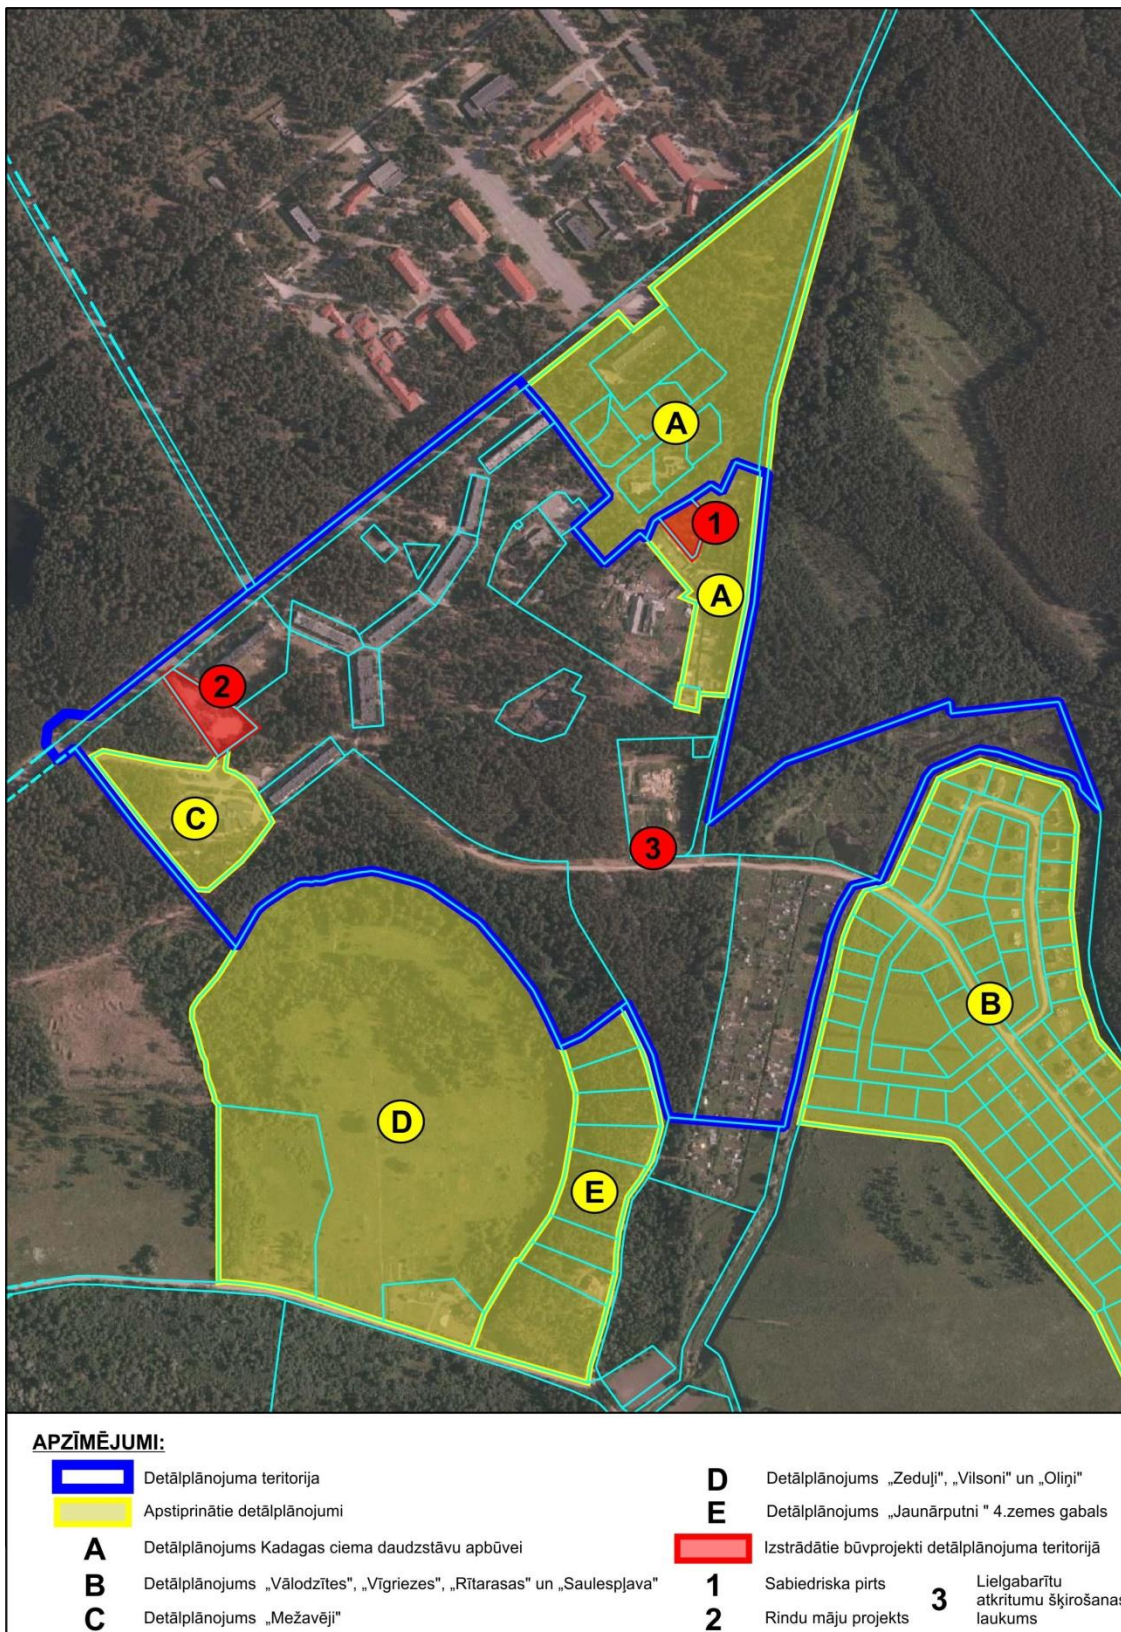 A
1
A
2
C
3
B
D
E
APZĪMĒJUMI:
Detālplānojuma teritorija
Apstiprinātie detālplānojumi
A Detālplānojums Kadagas ciema daudzstāvu apbūvei
B Detālplānojums „Vālodzītes", „Vīgriezes", „Rītarasas" un „Saulespļava"
C Detālplānojums „Mežavēji"
D Detālplānojums „Zeduļi", „Vilsoni" un „Oliņi"
E Detālplānojums „Jaunārputni " 4.zemes gabals
Izstrādātie būvprojekti detālplānojuma teritorijā
1 Sabiedriska pirts
2 Rindu māju projekts
3 Lielgabarītu
atkritumu šķirošanas
laukums